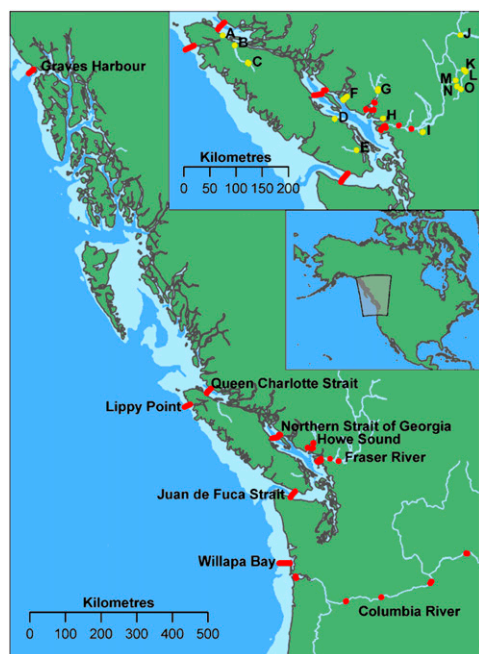 Graves Harbour
A
B
C
D
E
F
G
H
I
J
K
L
M
N
O
Kilometres
0 50 100 200
Queen Charlotte Strait
Lippy Point
Northern Strait of Georgia
Howe Sound
Fraser River
Juan de Fuca Strait
Willapa Bay
Columbia River
Kilometres
0 100 200 300 400 500